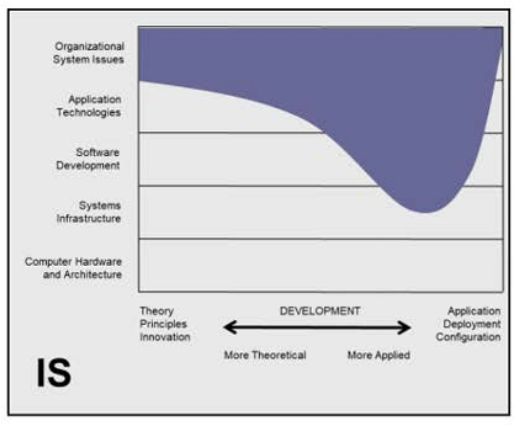 Organizational
System Issues
Application
Technologies
Software
Development
Systems
Infrastructure
Computer Hardware
and Architecture
Theory
Principles
Innovation
DEVELOPMENT
More Theoretical
More Applied
Application
Deployment
Configuration
IS